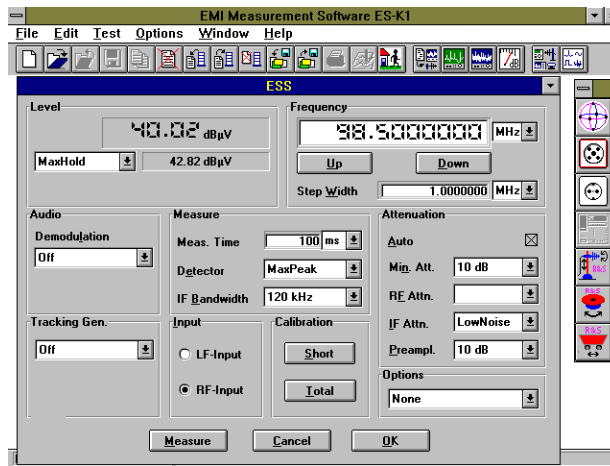 EMI Measurement Software ES-K1
File Edit Test Options Window Help
ESS
Level
40.02 dBµV
MaxHold 42.82 dBµV
Frequency
98.5000000 MHz
Up Down
Step Width 1.0000000 MHz
Audio
Demodulation
Off
Measure
Meas. Time 100 ms
Detector MaxPeak
IF Bandwidth 120 kHz
Attenuation
Auto
Min. Att. 10 dB
RF Attn.
IF Attn. LowNoise
Preampl. 10 dB
Tracking Gen.
Off
Input
LF-Input
RF-Input
Calibration
Short
Total
Options
None
Measure Cancel OK
R&S
R&S
R&S